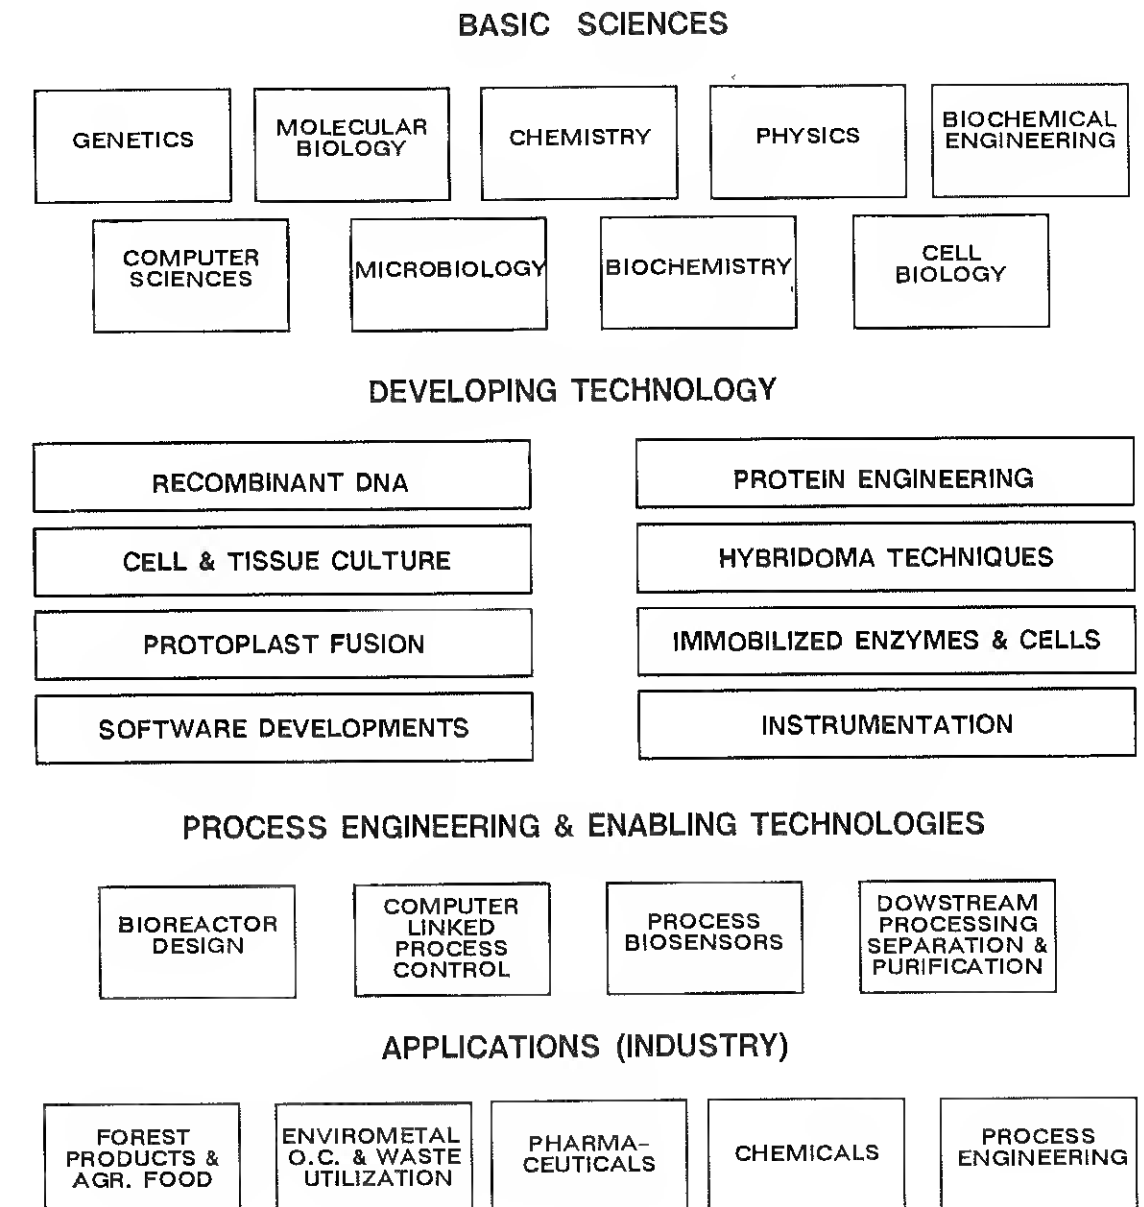 BASIC SCIENCES
GENETICS
MOLECULAR
BIOLOGY
CHEMISTRY
PHYSICS
BIOCHEMICAL
ENGINEERING
COMPUTER
SCIENCES
MICROBIOLOGY
BIOCHEMISTRY
CELL
BIOLOGY
DEVELOPING TECHNOLOGY
RECOMBINANT DNA
PROTEIN ENGINEERING
CELL & TISSUE CULTURE
HYBRIDOMA TECHNIQUES
PROTOPLAST FUSION
IMMOBILIZED ENZYMES & CELLS
SOFTWARE DEVELOPMENTS
INSTRUMENTATION
PROCESS ENGINEERING & ENABLING TECHNOLOGIES
BIOREACTOR
DESIGN
COMPUTER
LINKED
PROCESS
CONTROL
PROCESS
BIOSENSORS
DOWSTREAM
PROCESSING
SEPARATION &
PURIFICATION
APPLICATIONS (INDUSTRY)
FOREST
PRODUCTS &
AGR. FOOD
ENVIROMETAL
O.C. & WASTE
UTILIZATION
PHARMA-
CEUTICALS
CHEMICALS
PROCESS
ENGINEERING